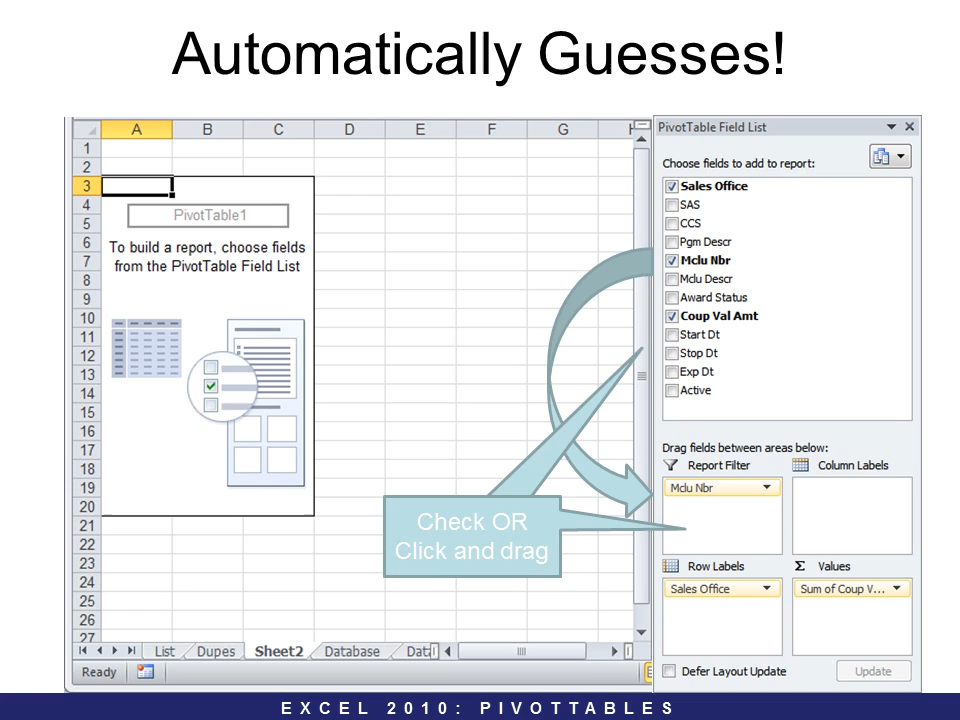 Automatically Guesses!
A B C D E F G H
1
2
3
4
5
6
7
8
9
10
11
12
13
14
15
16
17
18
19
20
21
22
23
24
25
26
27
PivotTable1
To build a report, choose fields
from the PivotTable Field List
Check OR
Click and drag
List Dupes Sheet2 Database
Ready
PivotTable Field List
Choose fields to add to report:
Sales Office
SAS
CCS
Pgm Descr
Mclu Nbr
Mclu Descr
Award Status
Coup Val Amt
Start Dt
Stop Dt
Exp Dt
Active
Drag fields between areas below:
Report Filter Column Labels
Mclu Nbr
Row Labels Σ Values
Sales Office Sum of Coup V...
Defer Layout Update Update
EXCEL 2010: PIVOTTABLES